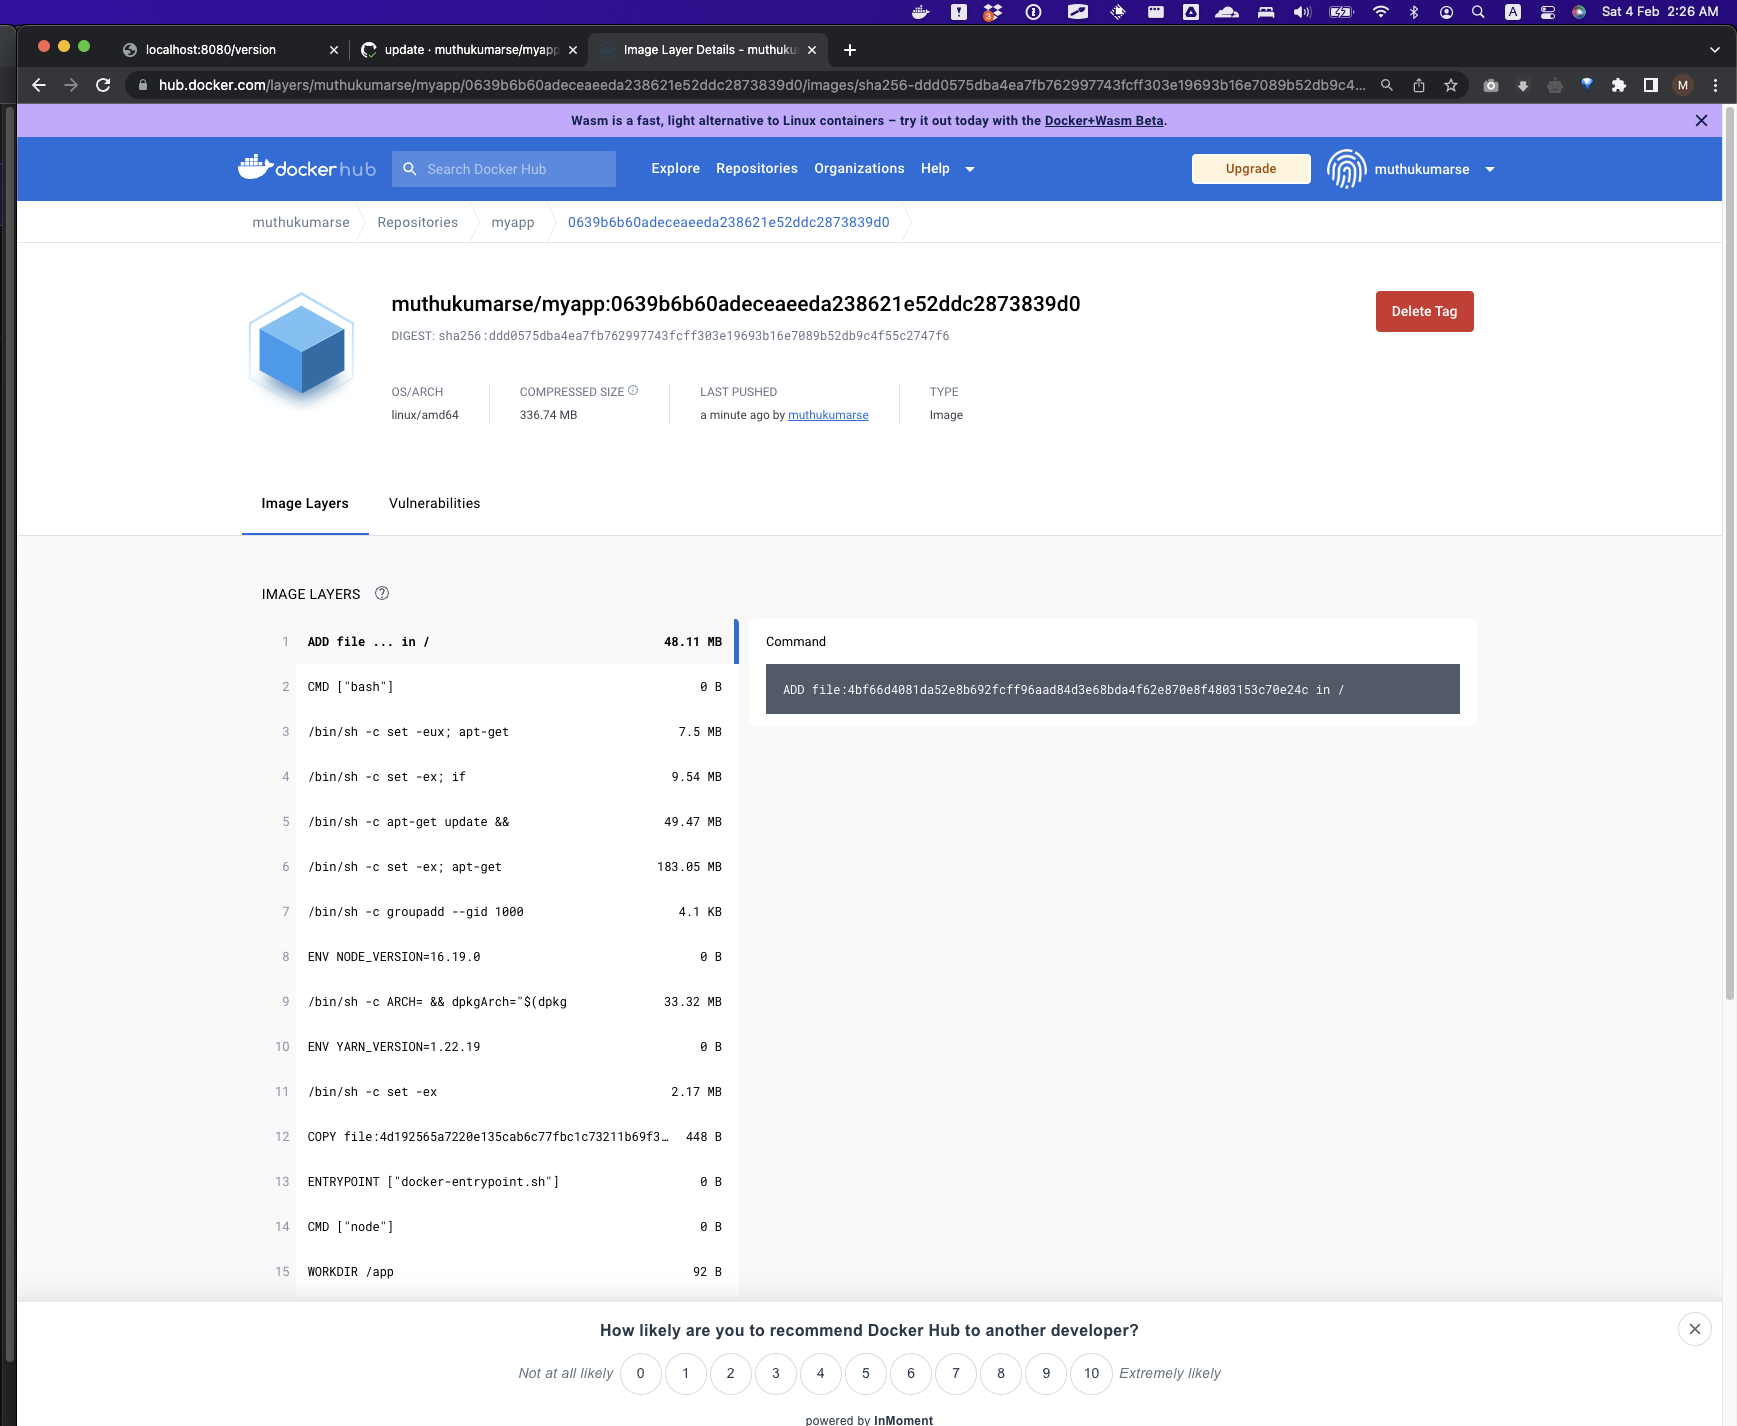 Sat 4 Feb 2:26 AM
localhost:8080/version
update · muthukumarse/myapp
Image Layer Details - muthuku
hub.docker.com/layers/muthukumarse/myapp/0639b6b60adeceaeeda238621e52ddc2873839d0/images/sha256-ddd0575dba4ea7fb762997743fcff303e19693b16e7089b52db9c4...
M
Wasm is a fast, light alternative to Linux containers – try it out today with the Docker+Wasm Beta.
dockerhub
Search Docker Hub
Explore
Repositories
Organizations
Help
Upgrade
muthukumarse
muthukumarse
Repositories
myapp
0639b6b60adeceaeeda238621e52ddc2873839d0
muthukumarse/myapp:0639b6b60adeceaeeda238621e52ddc2873839d0
Delete Tag
DIGEST: sha256:ddd0575dba4ea7fb762997743fcff303e19693b16e7089b52db9c4f55c2747f6
OS/ARCH
linux/amd64
COMPRESSED SIZE
336.74 MB
LAST PUSHED
a minute ago by muthukumarse
TYPE
Image
Image Layers
Vulnerabilities
IMAGE LAYERS
1 ADD file ... in / 48.11 MB
2 CMD ["bash"] 0 B
3 /bin/sh -c set -eux; apt-get 7.5 MB
4 /bin/sh -c set -ex; if 9.54 MB
5 /bin/sh -c apt-get update && 49.47 MB
6 /bin/sh -c set -ex; apt-get 183.05 MB
7 /bin/sh -c groupadd --gid 1000 4.1 KB
8 ENV NODE_VERSION=16.19.0 0 B
9 /bin/sh -c ARCH= && dpkgArch="$(dpkg 33.32 MB
10 ENV YARN_VERSION=1.22.19 0 B
11 /bin/sh -c set -ex 2.17 MB
12 COPY file:4d192565a7220e135cab6c77fbc1c73211b69f3… 448 B
13 ENTRYPOINT ["docker-entrypoint.sh"] 0 B
14 CMD ["node"] 0 B
15 WORKDIR /app 92 B
Command
ADD file:4bf66d4081da52e8b692fcff96aad84d3e68bda4f62e870e8f4803153c70e24c in /
How likely are you to recommend Docker Hub to another developer?
Not at all likely 0 1 2 3 4 5 6 7 8 9 10 Extremely likely
powered by InMoment